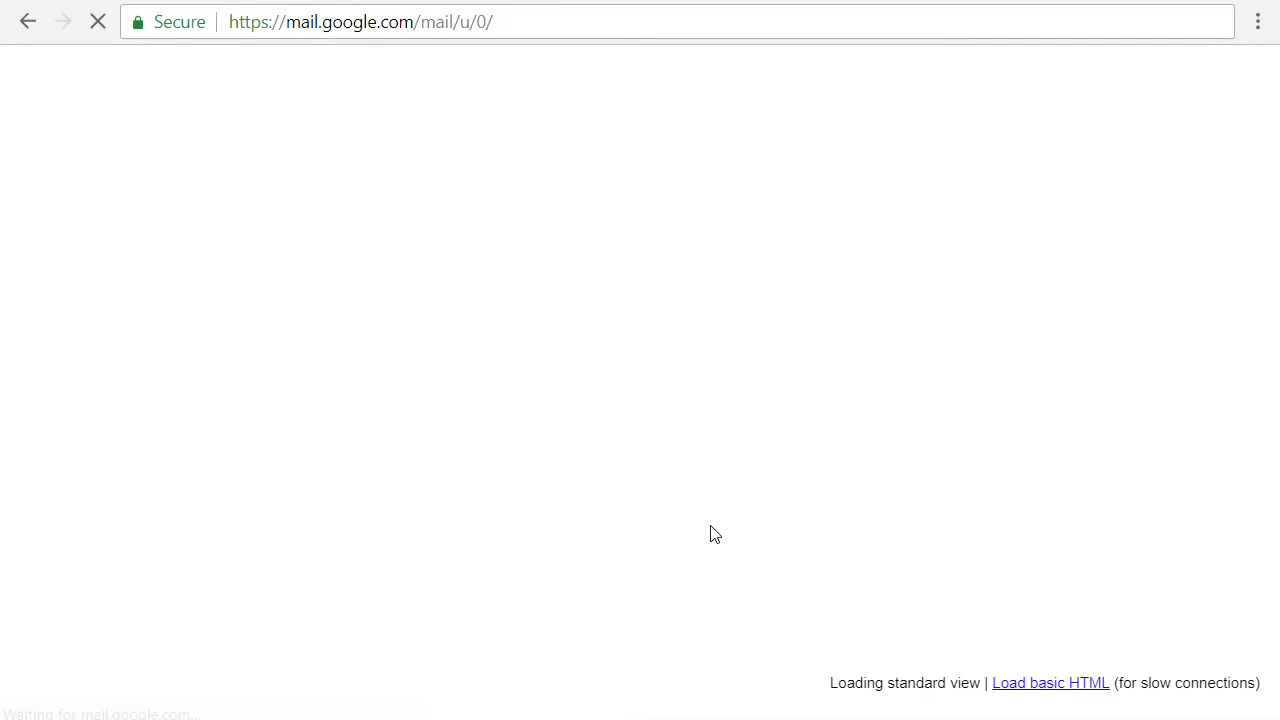 Secure https://mail.google.com/mail/u/0/
Loading standard view | Load basic HTML (for slow connections)
Waiting for mail.google.com...